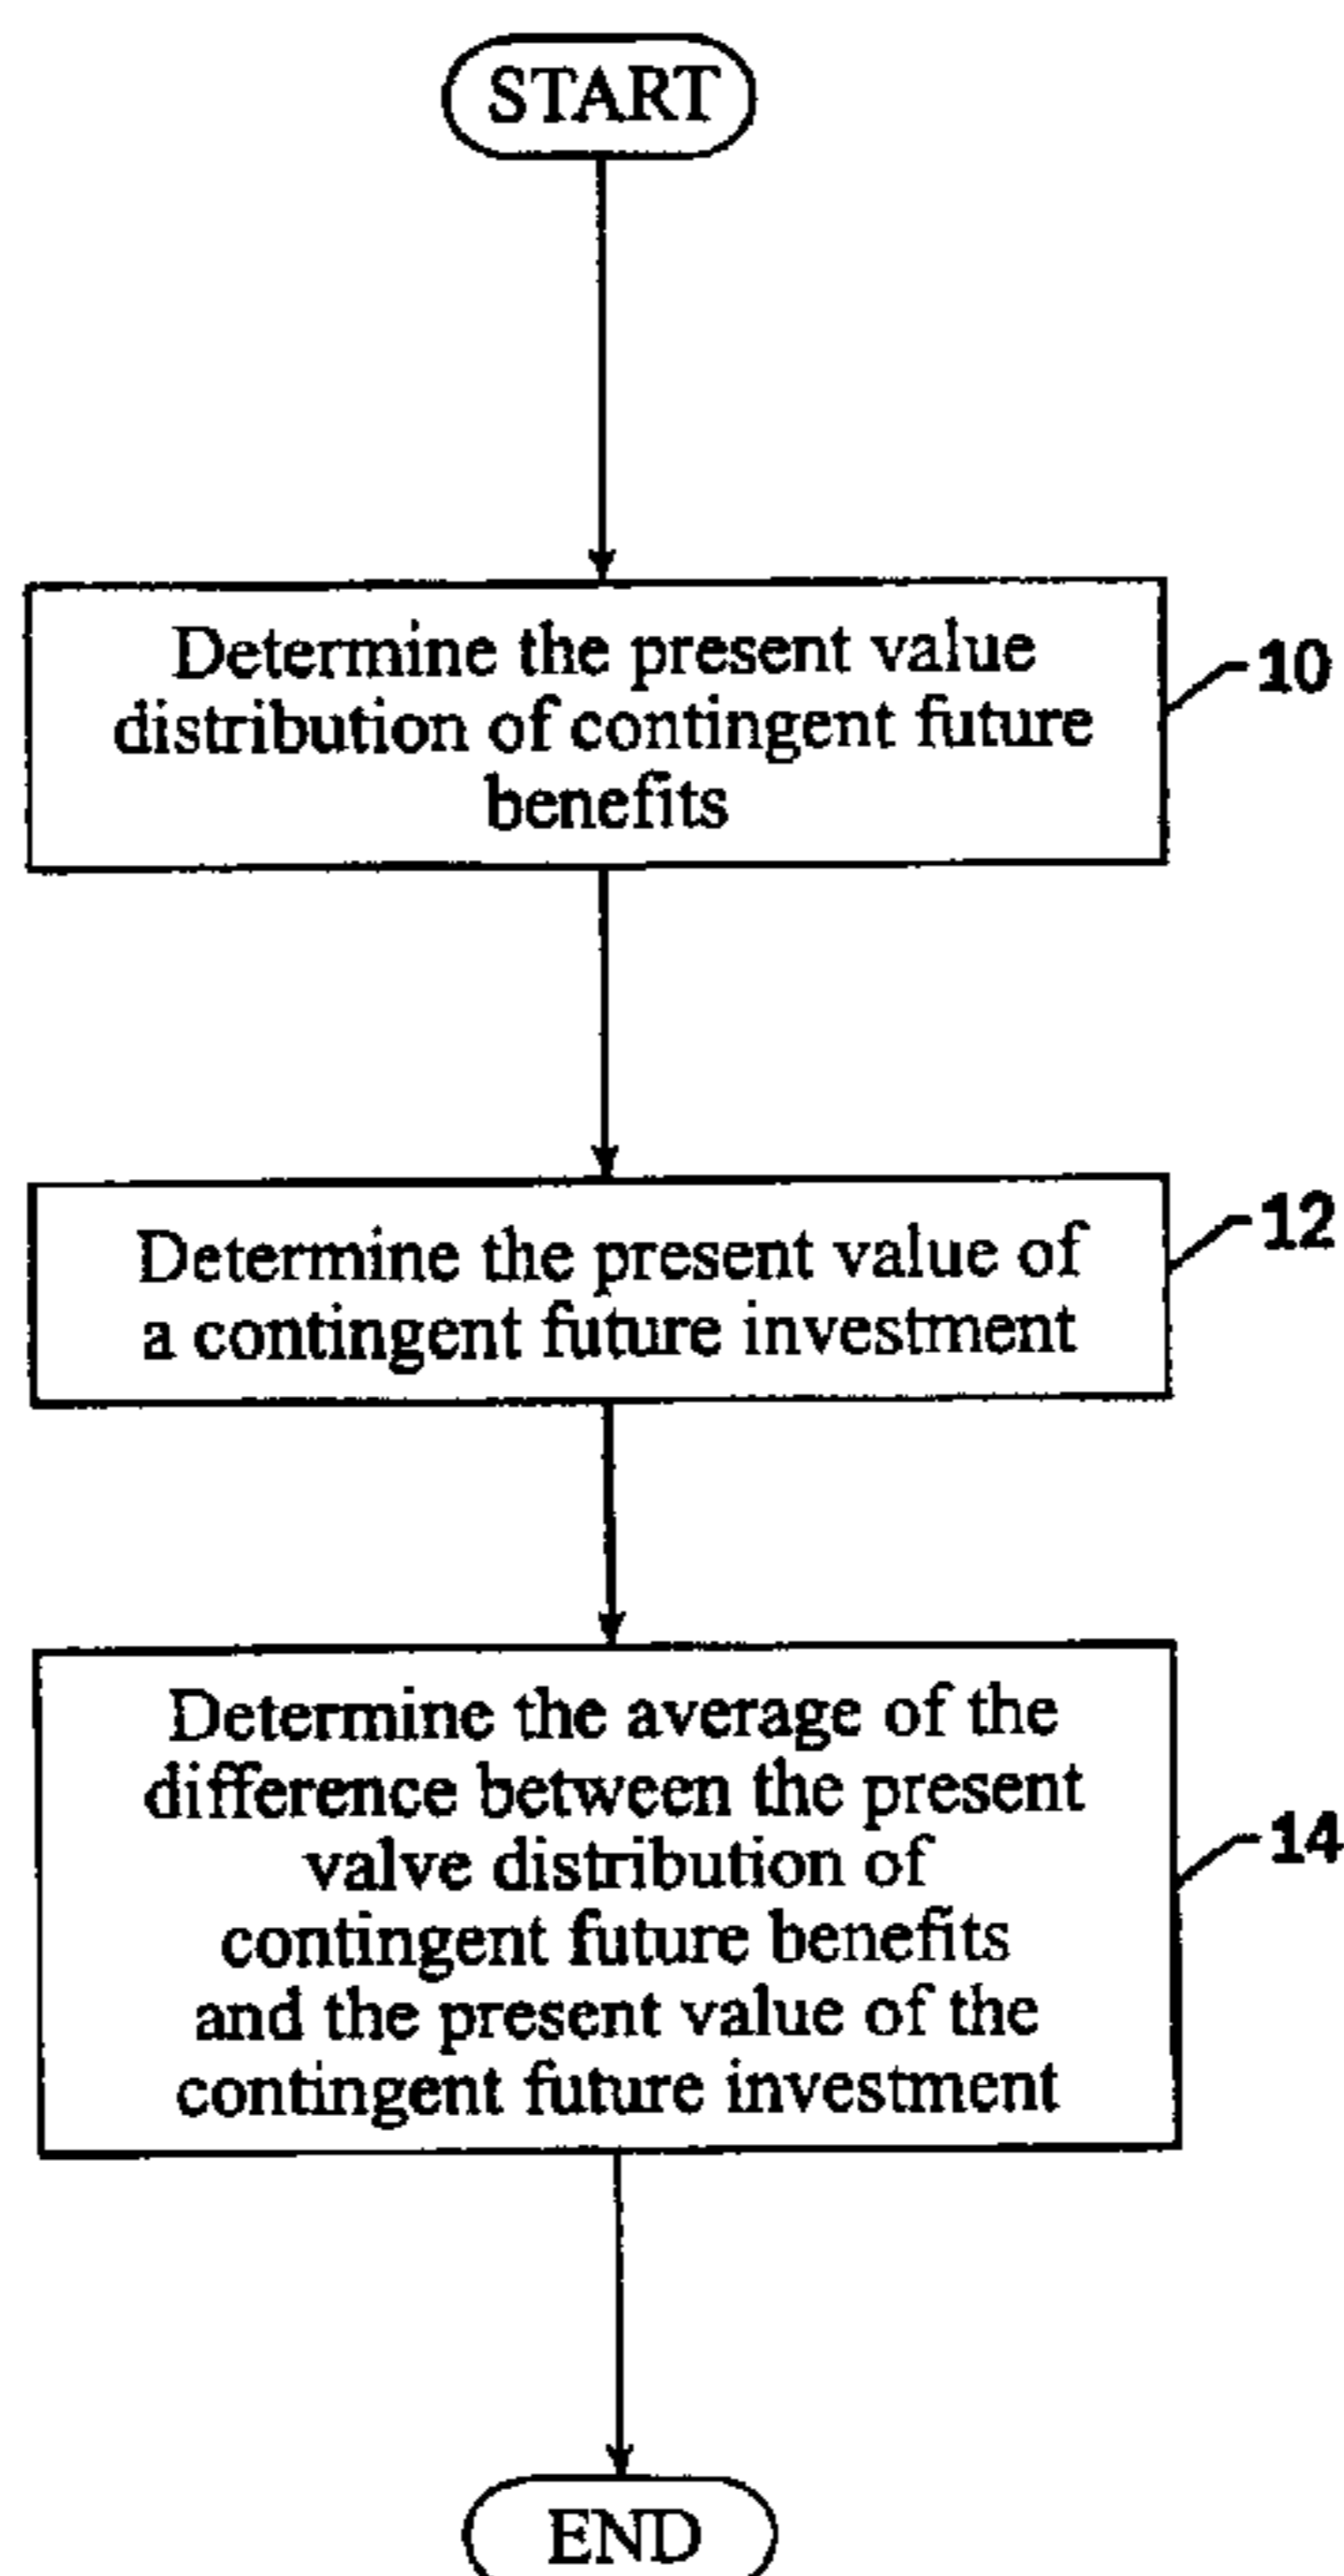 START
Determine the present value
distribution of contingent future
benefits
10
Determine the present value of
a contingent future investment
12
Determine the average of the
difference between the present
valve distribution of
contingent future benefits
and the present value of the
contingent future investment
14
END